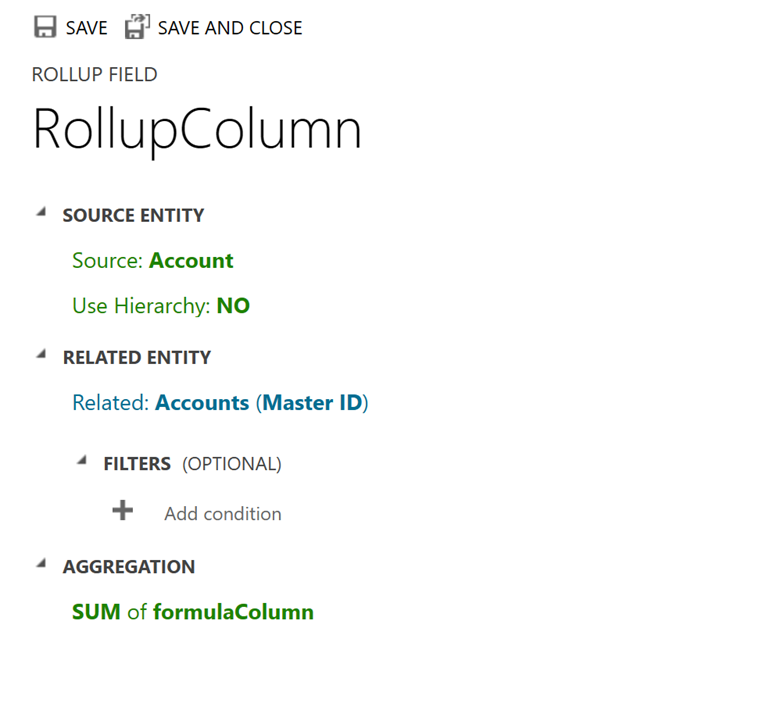 SAVE SAVE AND CLOSE
ROLLUP FIELD
RollupColumn
SOURCE ENTITY
Source: Account
Use Hierarchy: NO
RELATED ENTITY
Related: Accounts (Master ID)
FILTERS (OPTIONAL)
Add condition
AGGREGATION
SUM of formulaColumn